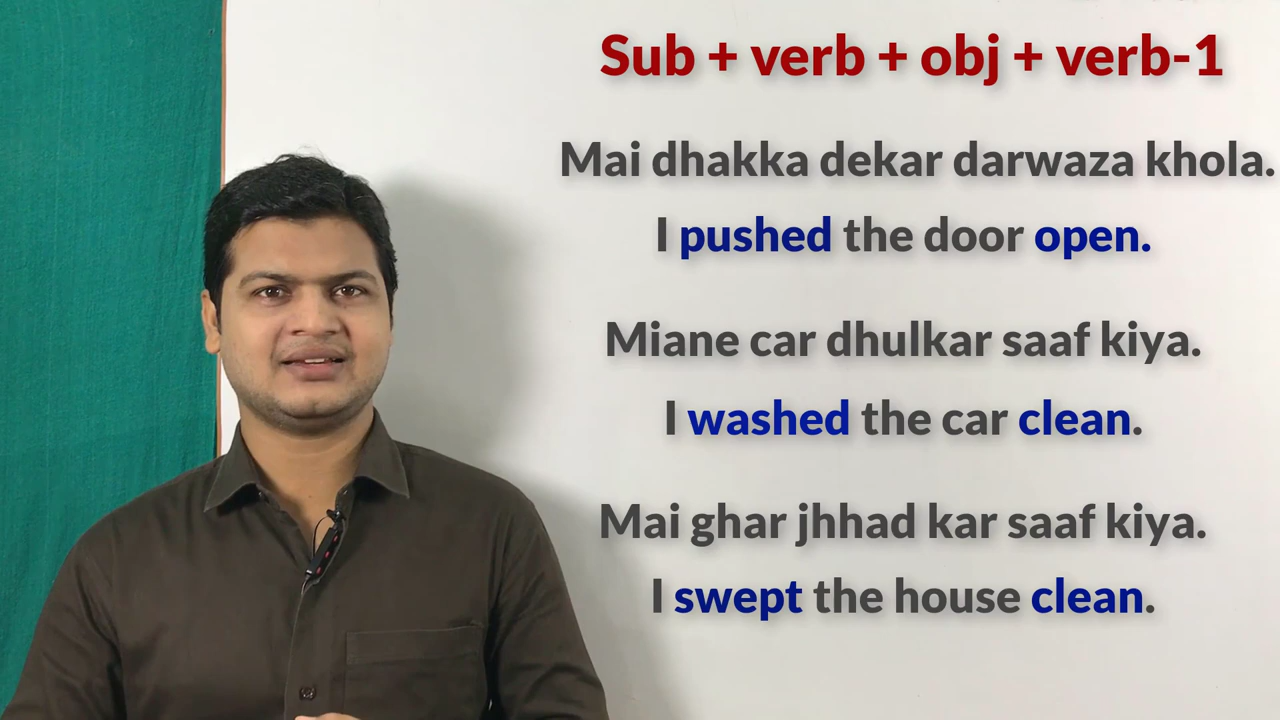 Sub + verb + obj + verb-1
Mai dhakka dekar darwaza khola.
I pushed the door open.
Miane car dhulkar saaf kiya.
I washed the car clean.
Mai ghar jhhad kar saaf kiya.
I swept the house clean.